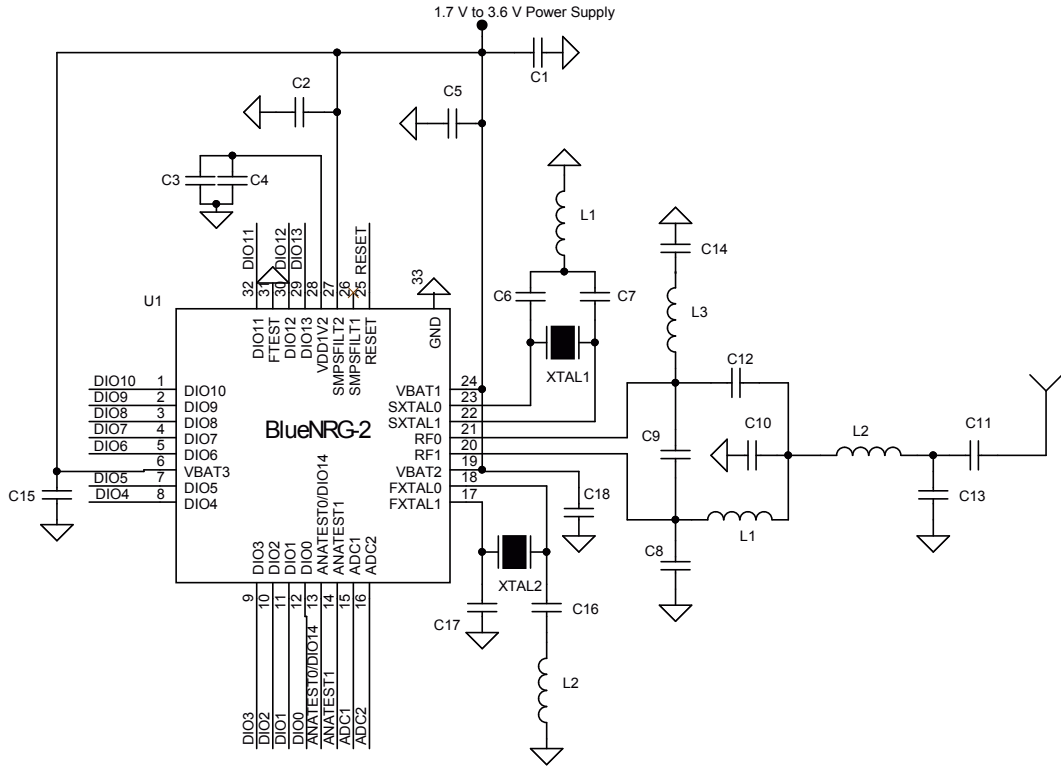 1.7 V to 3.6 V Power Supply
C1
C2
C5
C3
C4
L1
C14
DIO11
DIO12
DIO13
RESET
32
31
30
29
28
27
26
25
33
C6
C7
L3
U1
DIO11
FTEST
DIO12
DIO13
VDD1V2
SMPSFILT2
SMPSFILT1
RESET
GND
XTAL1
C12
DIO10 1 DIO10
DIO9 2 DIO9
DIO8 3 DIO8
DIO7 4 DIO7
DIO6 5 DIO6
6 VBAT3
DIO5 7 DIO5
DIO4 8 DIO4
BlueNRG-2
VBAT1 24
SXTAL0 23
SXTAL1 22
RF0 21
RF1 20
VBAT2 19
FXTAL0 18
FXTAL1 17
C9
C10
L2
C11
C15
C18
C13
L1
C8
DIO3
DIO2
DIO1
DIO0
ANATEST0/DIO14
ANATEST1
ADC1
ADC2
XTAL2
9
10
11
12
13
14
15
16
C17
C16
L2
DIO3
DIO2
DIO1
DIO0
ANATEST0/DIO14
ANATEST1
ADC1
ADC2